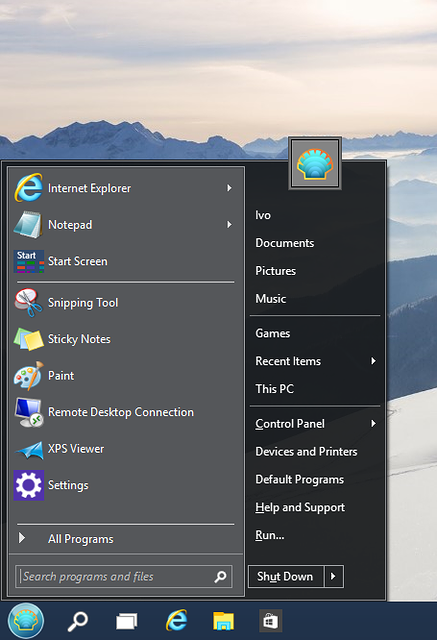 Internet Explorer
Notepad
Start
Start Screen
Snipping Tool
Sticky Notes
Paint
Remote Desktop Connection
XPS Viewer
Settings
All Programs
Search programs and files
Ivo
Documents
Pictures
Music
Games
Recent Items
This PC
Control Panel
Devices and Printers
Default Programs
Help and Support
Run...
Shut Down